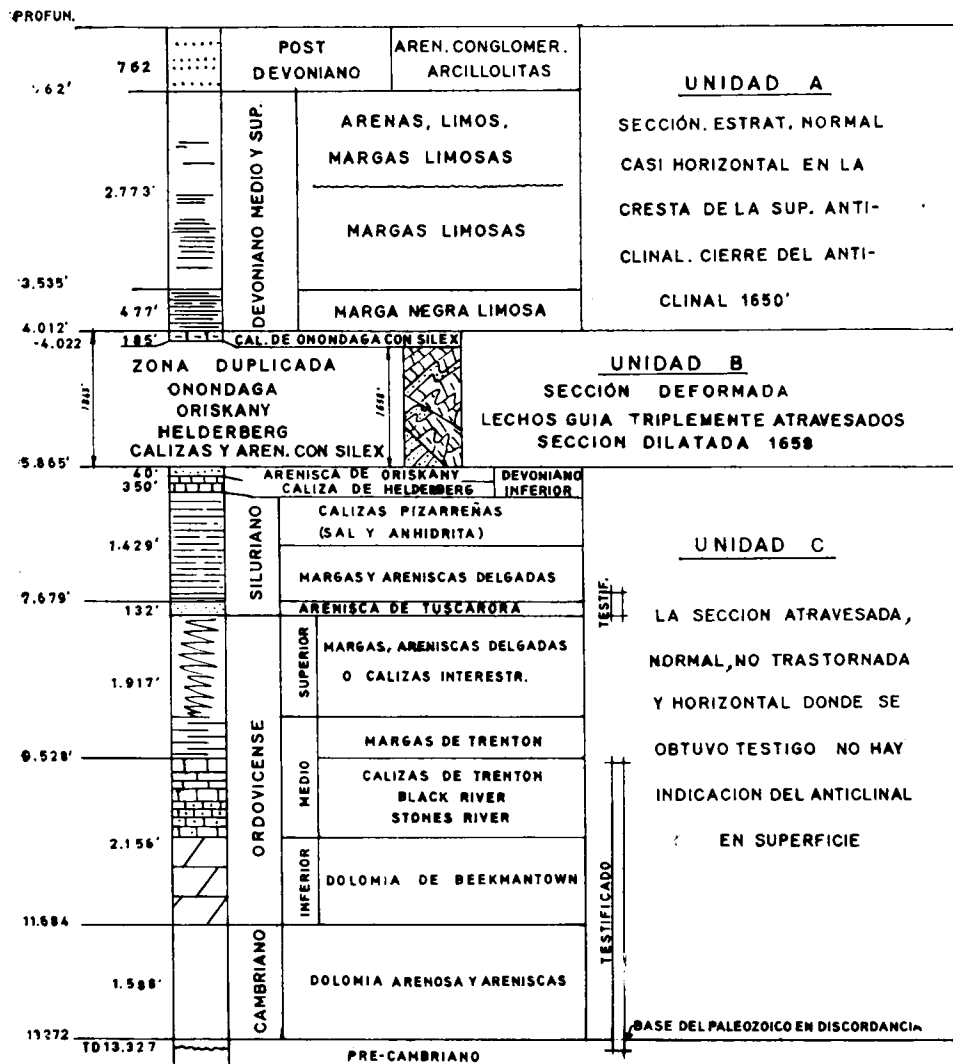 PROFUN.
762
POST
DEVONIANO
AREN. CONGLOMER.
ARCILLOLITAS
762'
2.773'
DEVONIANO MEDIO Y SUP.
ARENAS, LIMOS,
MARGAS LIMOSAS
MARGAS LIMOSAS
3.535'
477'
MARGA NEGRA LIMOSA
4.012'
UNIDAD A
SECCIÓN. ESTRAT. NORMAL
CASI HORIZONTAL EN LA
CRESTA DE LA SUP. ANTI-
CLINAL. CIERRE DEL ANTI-
CLINAL 1650'
-4.022
185'
CAL. DE ONONDAGA CON SILEX
ZONA DUPLICADA
ONONDAGA
ORISKANY
HELDERBERG
CALIZAS Y AREN. CON SILEX
UNIDAD B
SECCIÓN DEFORMADA
LECHOS GUIA TRIPLEMENTE ATRAVESADOS
SECCION DILATADA 1658
5.865'
40'
ARENISCA DE ORISKANY
350'
CALIZA DE HELDERBERG
DEVONIANO
INFERIOR
1.429'
SILURIANO
CALIZAS PIZARREÑAS
(SAL Y ANHIDRITA)
MARGAS Y ARENISCAS DELGADAS
7.679'
132'
ARENISCA DE TUSCARORA
TESTIF.
1.917'
ORDOVICENSE
SUPERIOR
MARGAS, ARENISCAS DELGADAS
O CALIZAS INTERESTR.
9.528'
MEDIO
MARGAS DE TRENTON
CALIZAS DE TRENTON
BLACK RIVER
STONES RIVER
2.156'
INFERIOR
DOLOMIA DE BEEKMANTOWN
11.684
1.588'
CAMBRIANO
DOLOMIA ARENOSA Y ARENISCAS
TESTIFICADO
UNIDAD C
LA SECCION ATRAVESADA,
NORMAL, NO TRASTORNADA
Y HORIZONTAL DONDE SE
OBTUVO TESTIGO NO HAY
INDICACION DEL ANTICLINAL
EN SUPERFICIE
13272
BASE DEL PALEOZOICO EN DISCORDANCIA
TD 13.327
PRE-CAMBRIANO